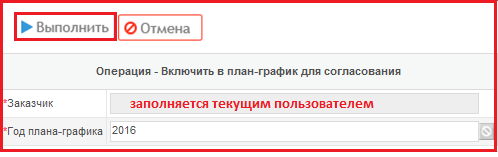 Выполнить Отмена
Операция - Включить в план-график для согласования
*Заказчик заполняется текущим пользователем
*Год плана-графика 2016